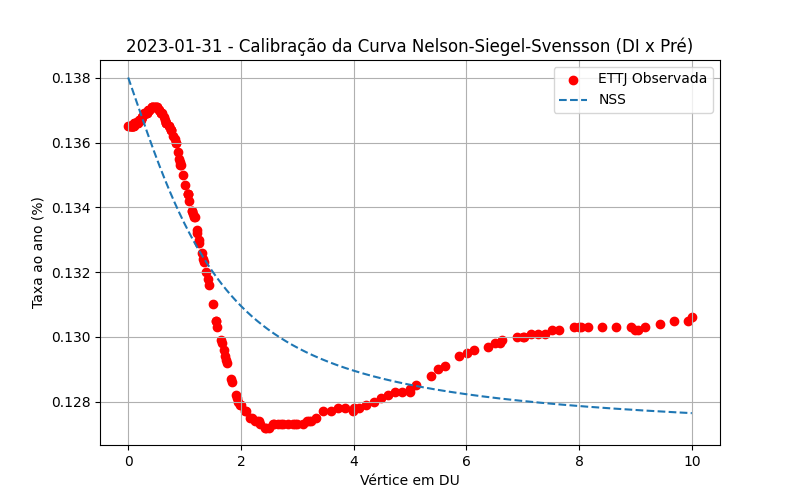 2023-01-31 - Calibração da Curva Nelson-Siegel-Svensson (DI x Pré)
ETTJ Observada
NSS
Taxa ao ano (%)
0.138
0.136
0.134
0.132
0.130
0.128
0
2
4
6
8
10
Vértice em DU